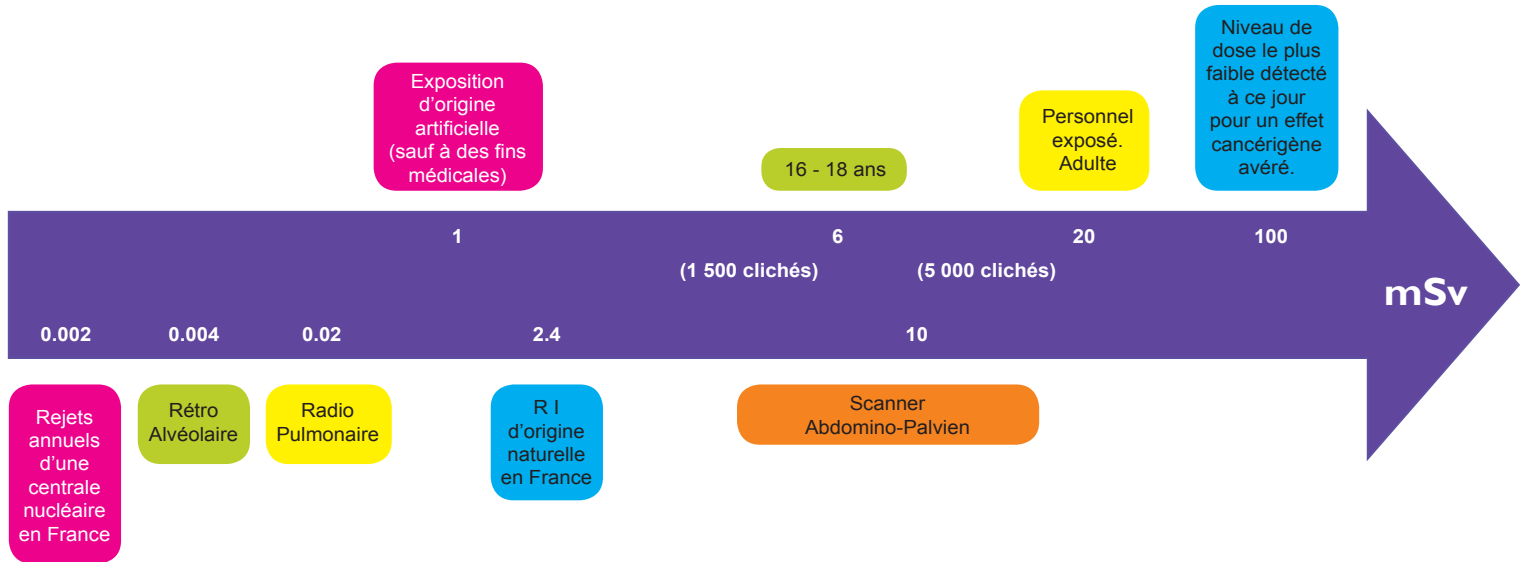 Exposition
d'origine
artificielle
(sauf à des fins
médicales)
16 - 18 ans
Personnel
exposé.
Adulte
Niveau de
dose le plus
faible détecté
à ce jour
pour un effet
cancérigène
avéré.
1
6
20
100
(1 500 clichés)
(5 000 clichés)
mSv
0.002
0.004
0.02
2.4
10
Rejets
annuels
d'une
centrale
nucléaire
en France
Rétro
Alvéolaire
Radio
Pulmonaire
R I
d'origine
naturelle
en France
Scanner
Abdomino-Palvien